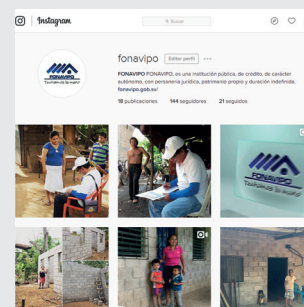 Instagram
Buscar
FONAVIPO
fonavipo
Editar perfil
FONAVIPO FONAVIPO, es una institución pública, de crédito, de carácter
autónomo, con personería jurídica, patrimonio propio y duración indefinida.
fonavipo.gob.sv/
18 publicaciones 144 seguidores 21 seguidos
FONAVIPO